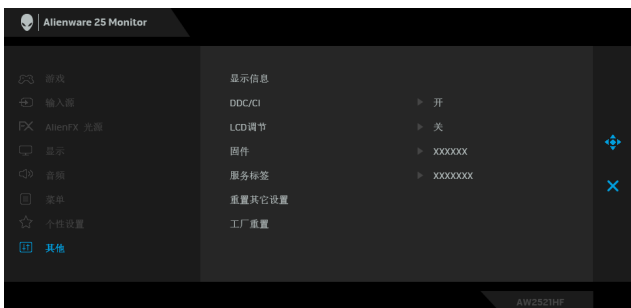 Alienware 25 Monitor
游戏
输入源
AlienFX 光源
显示
音频
菜单
个性设置
其他
显示信息
DDC/CI 开
LCD调节 关
固件 XXXXXX
服务标签 XXXXXXX
重置其它设置
工厂重置
AW2521HF